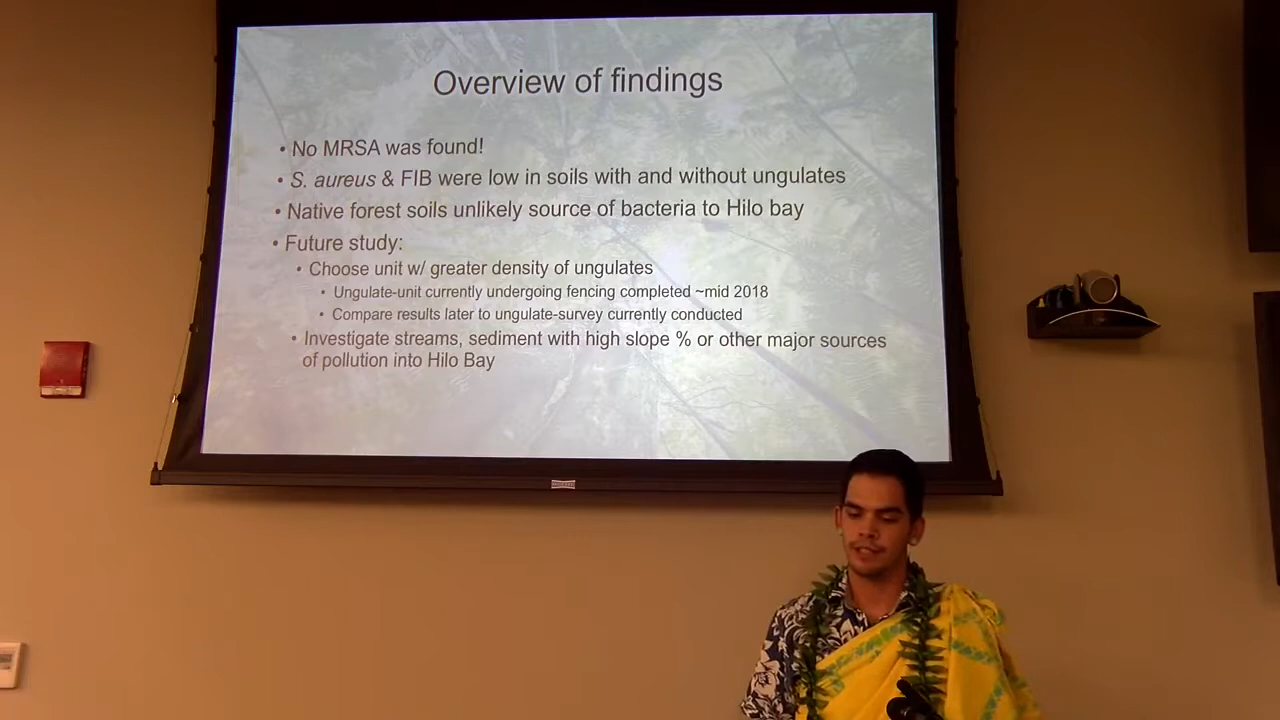 Overview of findings
• No MRSA was found!
• S. aureus & FIB were low in soils with and without ungulates
• Native forest soils unlikely source of bacteria to Hilo bay
• Future study:
• Choose unit w/ greater density of ungulates
• Ungulate-unit currently undergoing fencing completed ~mid 2018
• Compare results later to ungulate-survey currently conducted
• Investigate streams, sediment with high slope % or other major sources
of pollution into Hilo Bay